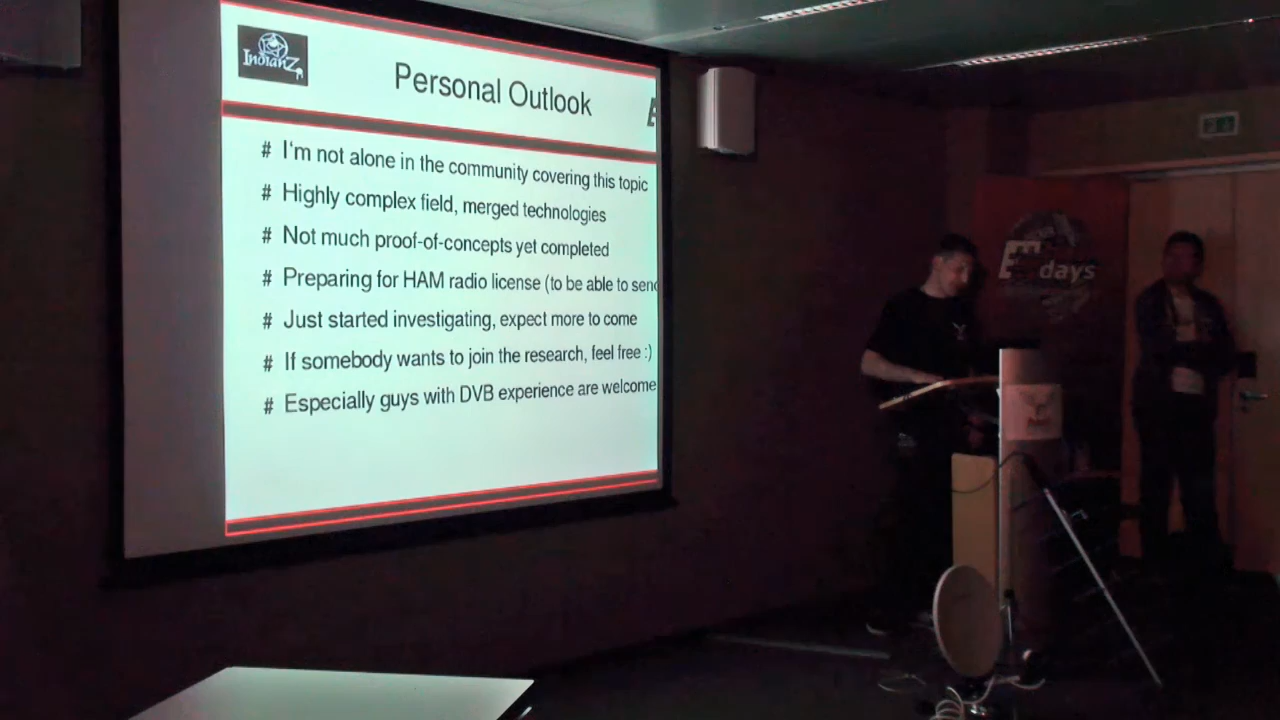 IndianZ
Personal Outlook
# I'm not alone in the community covering this topic
# Highly complex field, merged technologies
# Not much proof-of-concepts yet completed
# Preparing for HAM radio license (to be able to send
# Just started investigating, expect more to come
# If somebody wants to join the research, feel free :)
# Especially guys with DVB experience are welcome
days